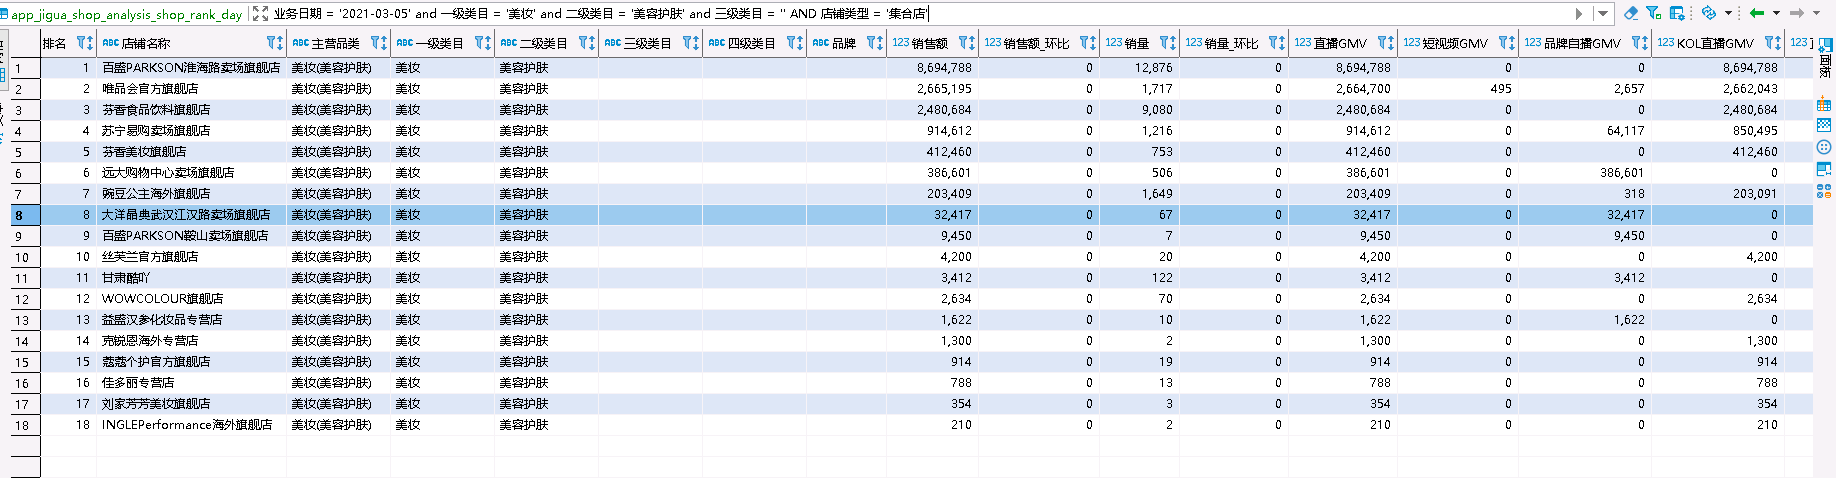 app_jigua_shop_analysis_shop_rank_day 业务日期 = '2021-03-05' and 一级类目 = '美妆' and 二级类目 = '美容护肤' and 三级类目 = '' AND 店铺类型 = '集合店'
排名 ABC 店铺名称 ABC 主营品类 ABC 一级类目 ABC 二级类目 ABC 三级类目 ABC 四级类目 ABC 品牌 123 销售额 123 销售额_环比 123 销量 123 销量_环比 123 直播GMV 123 短视频GMV 123 品牌自播GMV 123 KOL直播GMV 123
1 1 百盛PARKSON淮海路卖场旗舰店 美妆(美容护肤) 美妆 美容护肤 8,694,788 0 12,876 0 8,694,788 0 0 8,694,788
2 2 唯品会官方旗舰店 美妆(美容护肤) 美妆 美容护肤 2,665,195 0 1,717 0 2,664,700 495 2,657 2,662,043
3 3 芬香食品饮料旗舰店 美妆(美容护肤) 美妆 美容护肤 2,480,684 0 9,080 0 2,480,684 0 0 2,480,684
4 4 苏宁易购卖场旗舰店 美妆(美容护肤) 美妆 美容护肤 914,612 0 1,216 0 914,612 0 64,117 850,495
5 5 芬香美妆旗舰店 美妆(美容护肤) 美妆 美容护肤 412,460 0 753 0 412,460 0 0 412,460
6 6 远大购物中心卖场旗舰店 美妆(美容护肤) 美妆 美容护肤 386,601 0 506 0 386,601 0 386,601 0
7 7 豌豆公主海外旗舰店 美妆(美容护肤) 美妆 美容护肤 203,409 0 1,649 0 203,409 0 318 203,091
8 8 大洋晶典武汉江汉路卖场旗舰店 美妆(美容护肤) 美妆 美容护肤 32,417 0 67 0 32,417 0 32,417 0
9 9 百盛PARKSON鞍山卖场旗舰店 美妆(美容护肤) 美妆 美容护肤 9,450 0 7 0 9,450 0 9,450 0
10 10 丝芙兰官方旗舰店 美妆(美容护肤) 美妆 美容护肤 4,200 0 20 0 4,200 0 0 4,200
11 11 甘肃酷吖 美妆(美容护肤) 美妆 美容护肤 3,412 0 122 0 3,412 0 3,412 0
12 12 WOWCOLOUR旗舰店 美妆(美容护肤) 美妆 美容护肤 2,634 0 70 0 2,634 0 0 2,634
13 13 益盛汉参化妆品专营店 美妆(美容护肤) 美妆 美容护肤 1,622 0 10 0 1,622 0 1,622 0
14 14 克锐恩海外专营店 美妆(美容护肤) 美妆 美容护肤 1,300 0 2 0 1,300 0 0 1,300
15 15 蔻蔻个护官方旗舰店 美妆(美容护肤) 美妆 美容护肤 914 0 19 0 914 0 0 914
16 16 佳多丽专营店 美妆(美容护肤) 美妆 美容护肤 788 0 13 0 788 0 0 788
17 17 刘家芳芳美妆旗舰店 美妆(美容护肤) 美妆 美容护肤 354 0 3 0 354 0 0 354
18 18 INGLEPerformance海外旗舰店 美妆(美容护肤) 美妆 美容护肤 210 0 2 0 210 0 0 210
面板